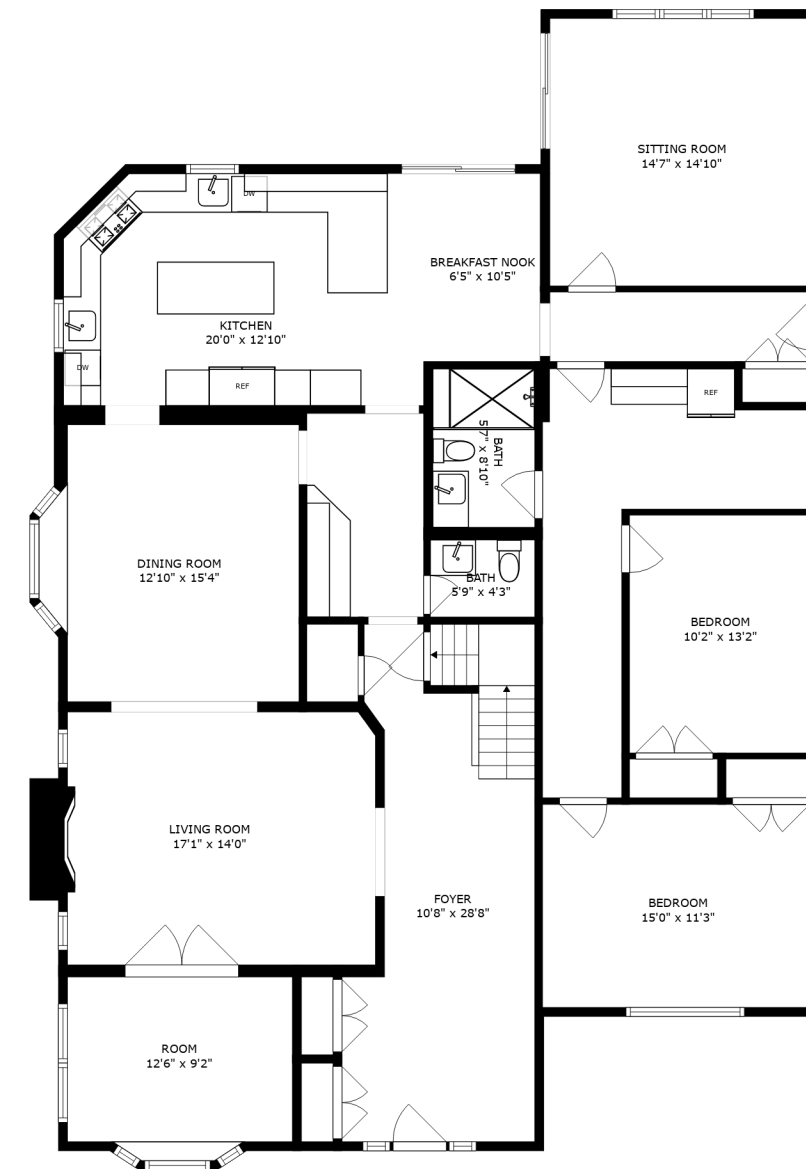 SITTING ROOM
14'7" x 14'10"
DW
BREAKFAST NOOK
6'5" x 10'5"
KITCHEN
20'0" x 12'10"
DW
REF
REF
BATH
5'7" x 8'10"
DINING ROOM
12'10" x 15'4"
BATH
5'9" x 4'3"
BEDROOM
10'2" x 13'2"
LIVING ROOM
17'1" x 14'0"
FOYER
10'8" x 28'8"
BEDROOM
15'0" x 11'3"
ROOM
12'6" x 9'2"